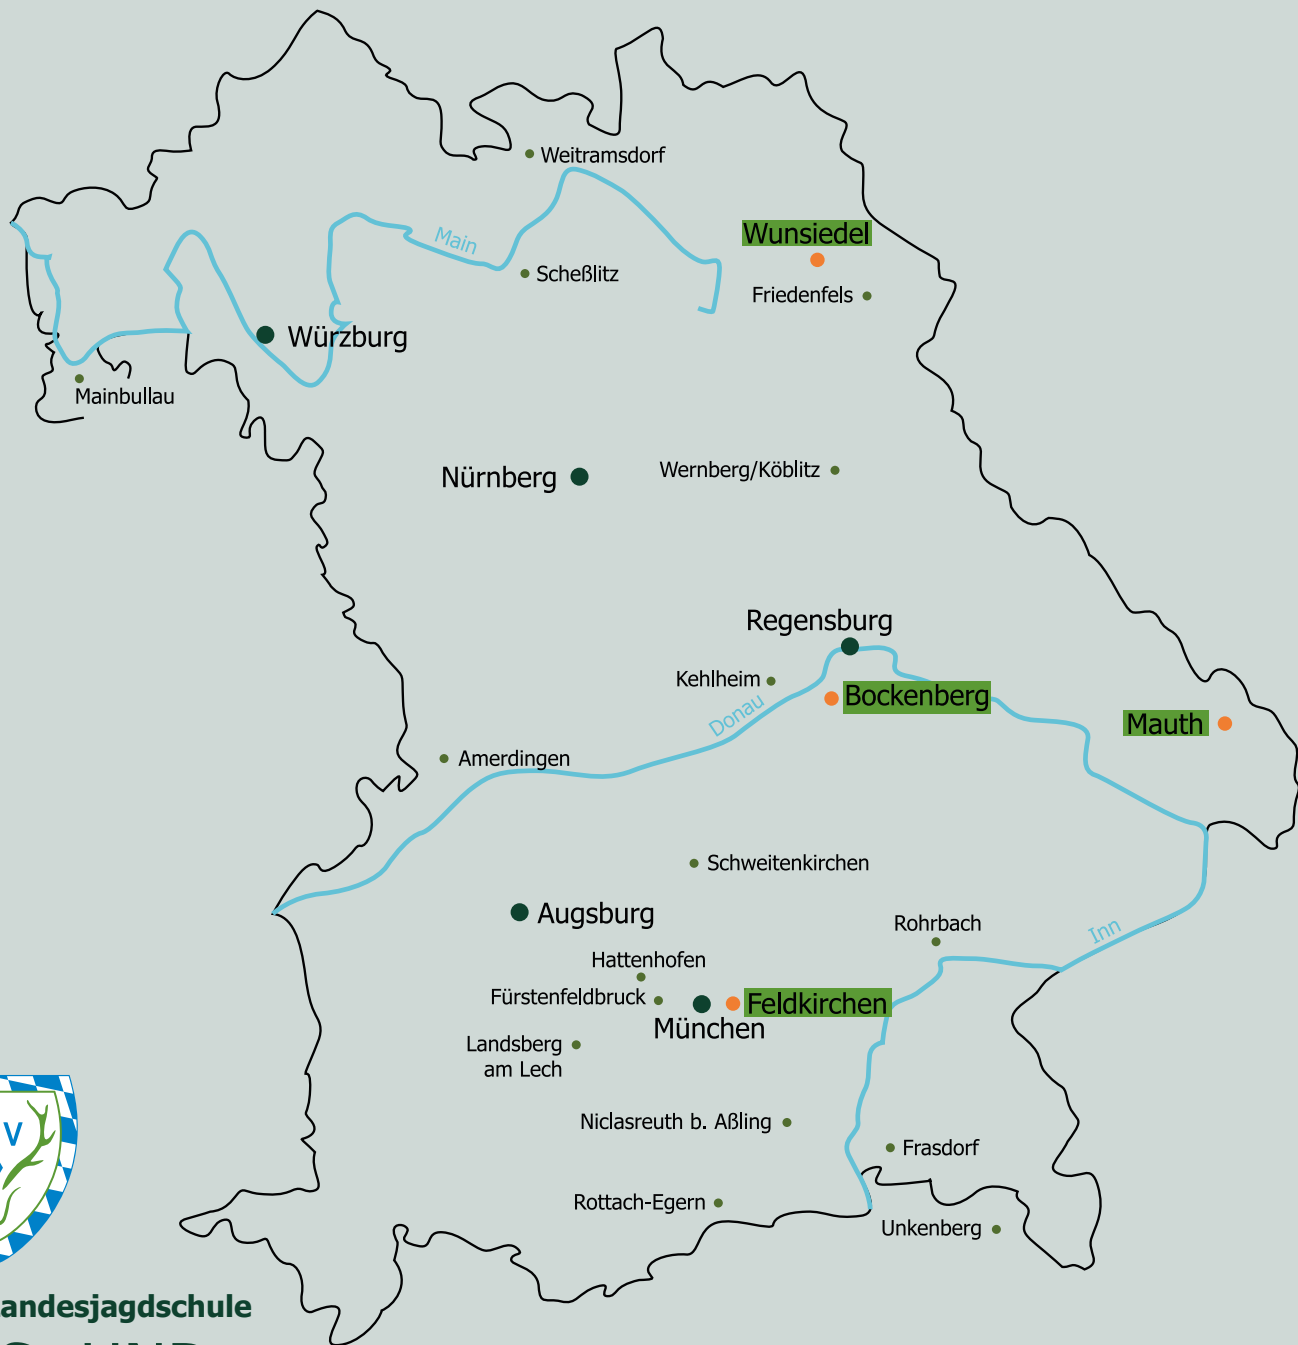 Weitramsdorf
Main
Wunsiedel
Scheßlitz
Friedenfels
Würzburg
Mainbullau
Nürnberg
Wernberg/Köblitz
Regensburg
Kehlheim
Bockenberg
Donau
Mauth
Amerdingen
Schweitenkirchen
Augsburg
Rohrbach
Inn
Hattenhofen
Fürstenfeldbruck
Feldkirchen
München
Landsberg
am Lech
Niclasreuth b. Aßling
V
Frasdorf
Rottach-Egern
Unkenberg
andesjagdschule